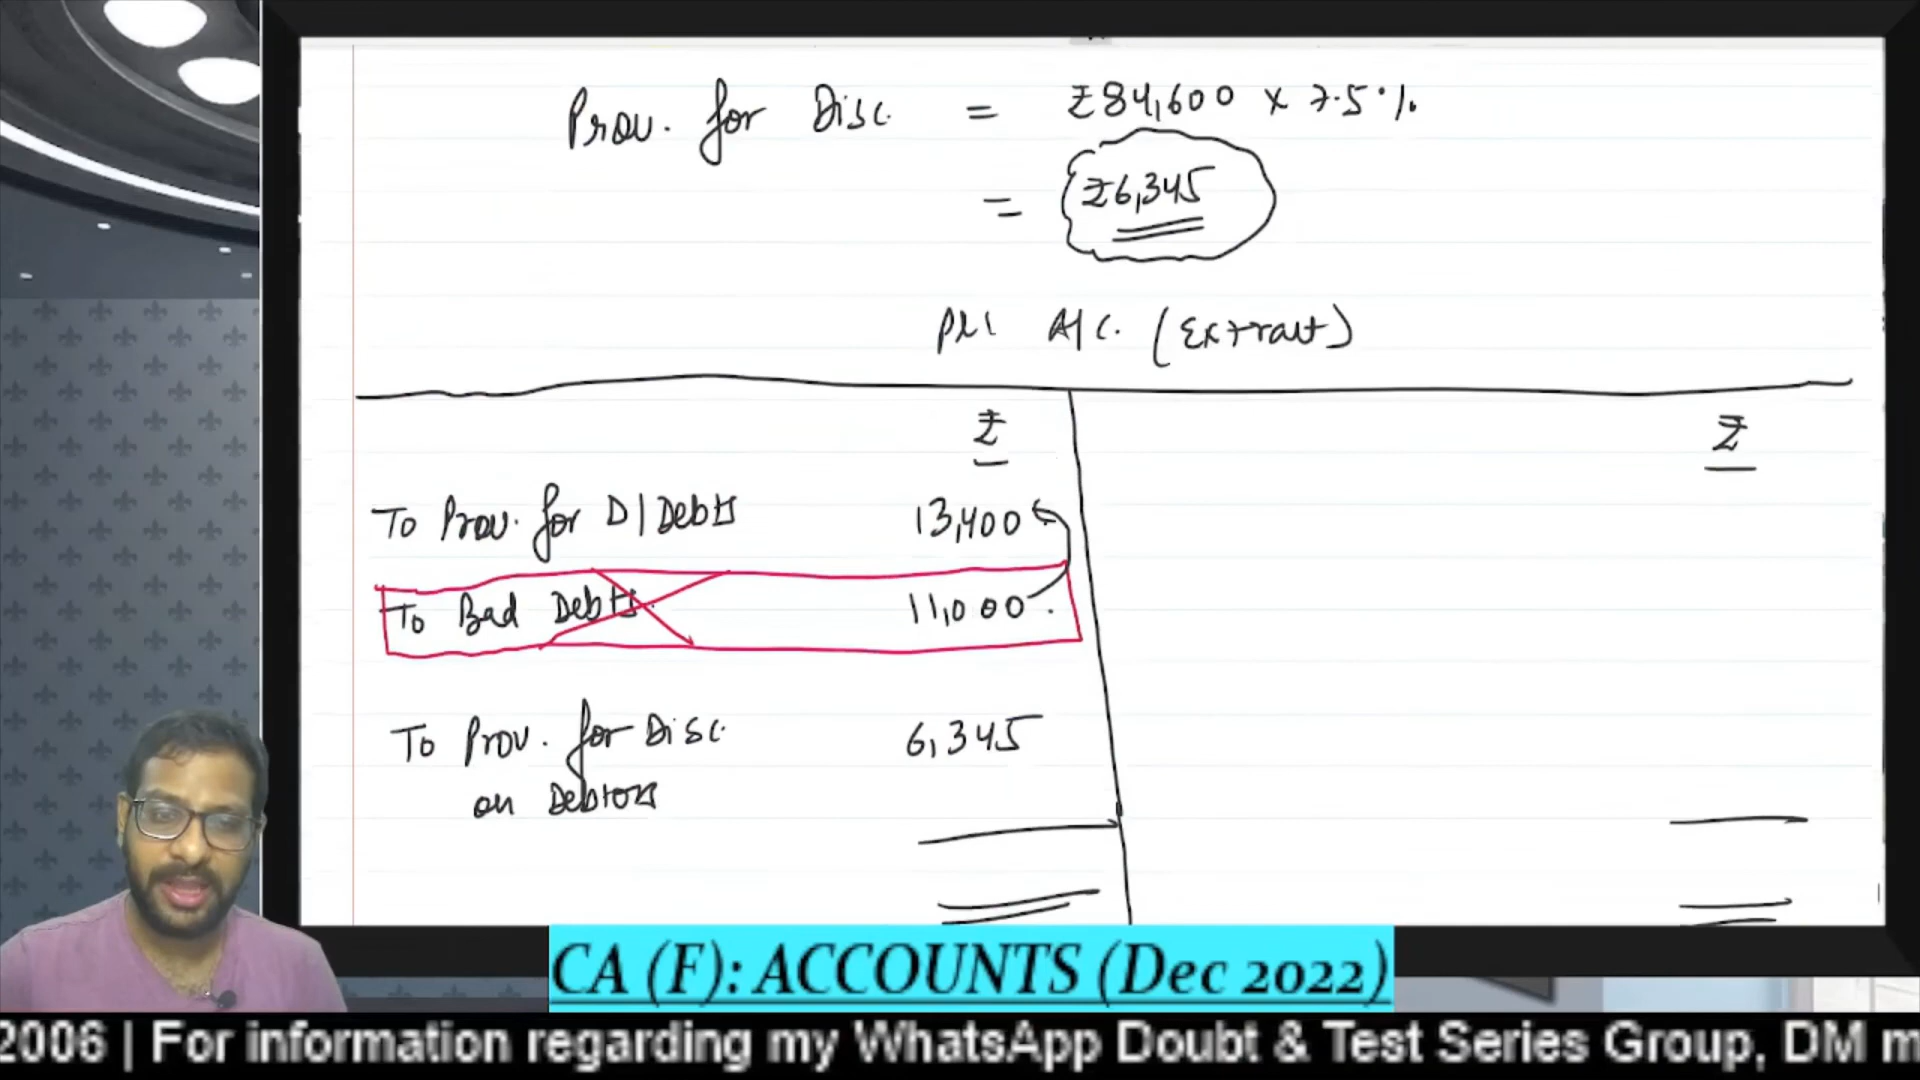 Prov. for Disc. = ₹84,600 x 7.5%
= ₹6,345
P&L A/c. (Extract)
₹ ₹
To Prov. for D/Debts 13,400
To Bad Debts 11,000
To Prov. for Disc. 6,345
on Debtors
CA (F): ACCOUNTS (Dec 2022)
2006 | For information regarding my WhatsApp Doubt & Test Series Group, DM m